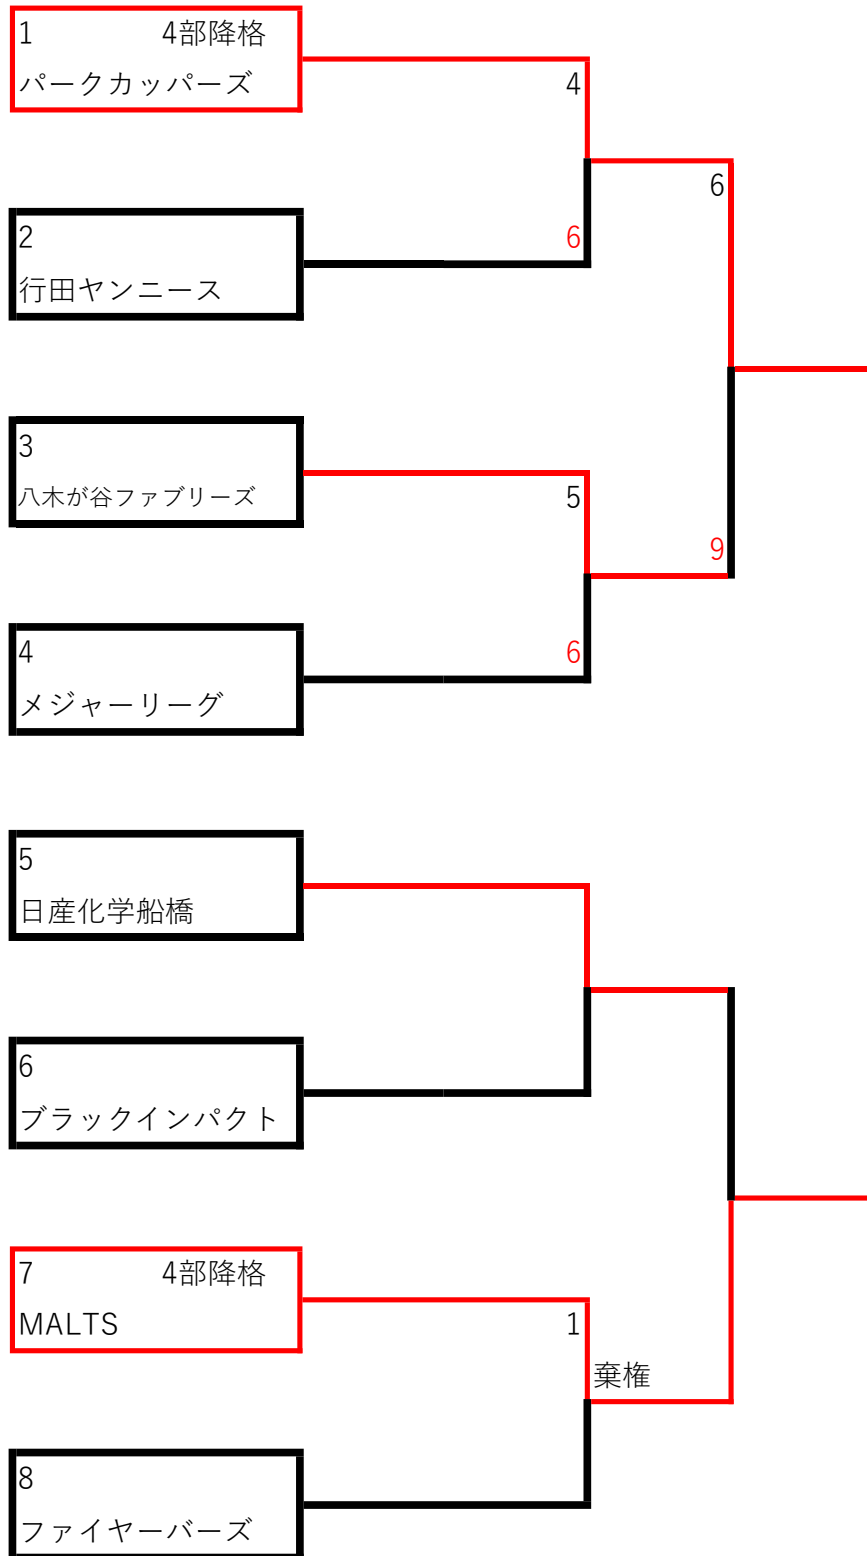 1 4部降格
パークカッパーズ
4
6
2
6
行田ヤンニース
3
八木が谷ファブリーズ
5
9
4
6
メジャーリーグ
5
日産化学船橋
6
ブラックインパクト
7 4部降格
MALTS
1
棄権
8
ファイヤーバーズ